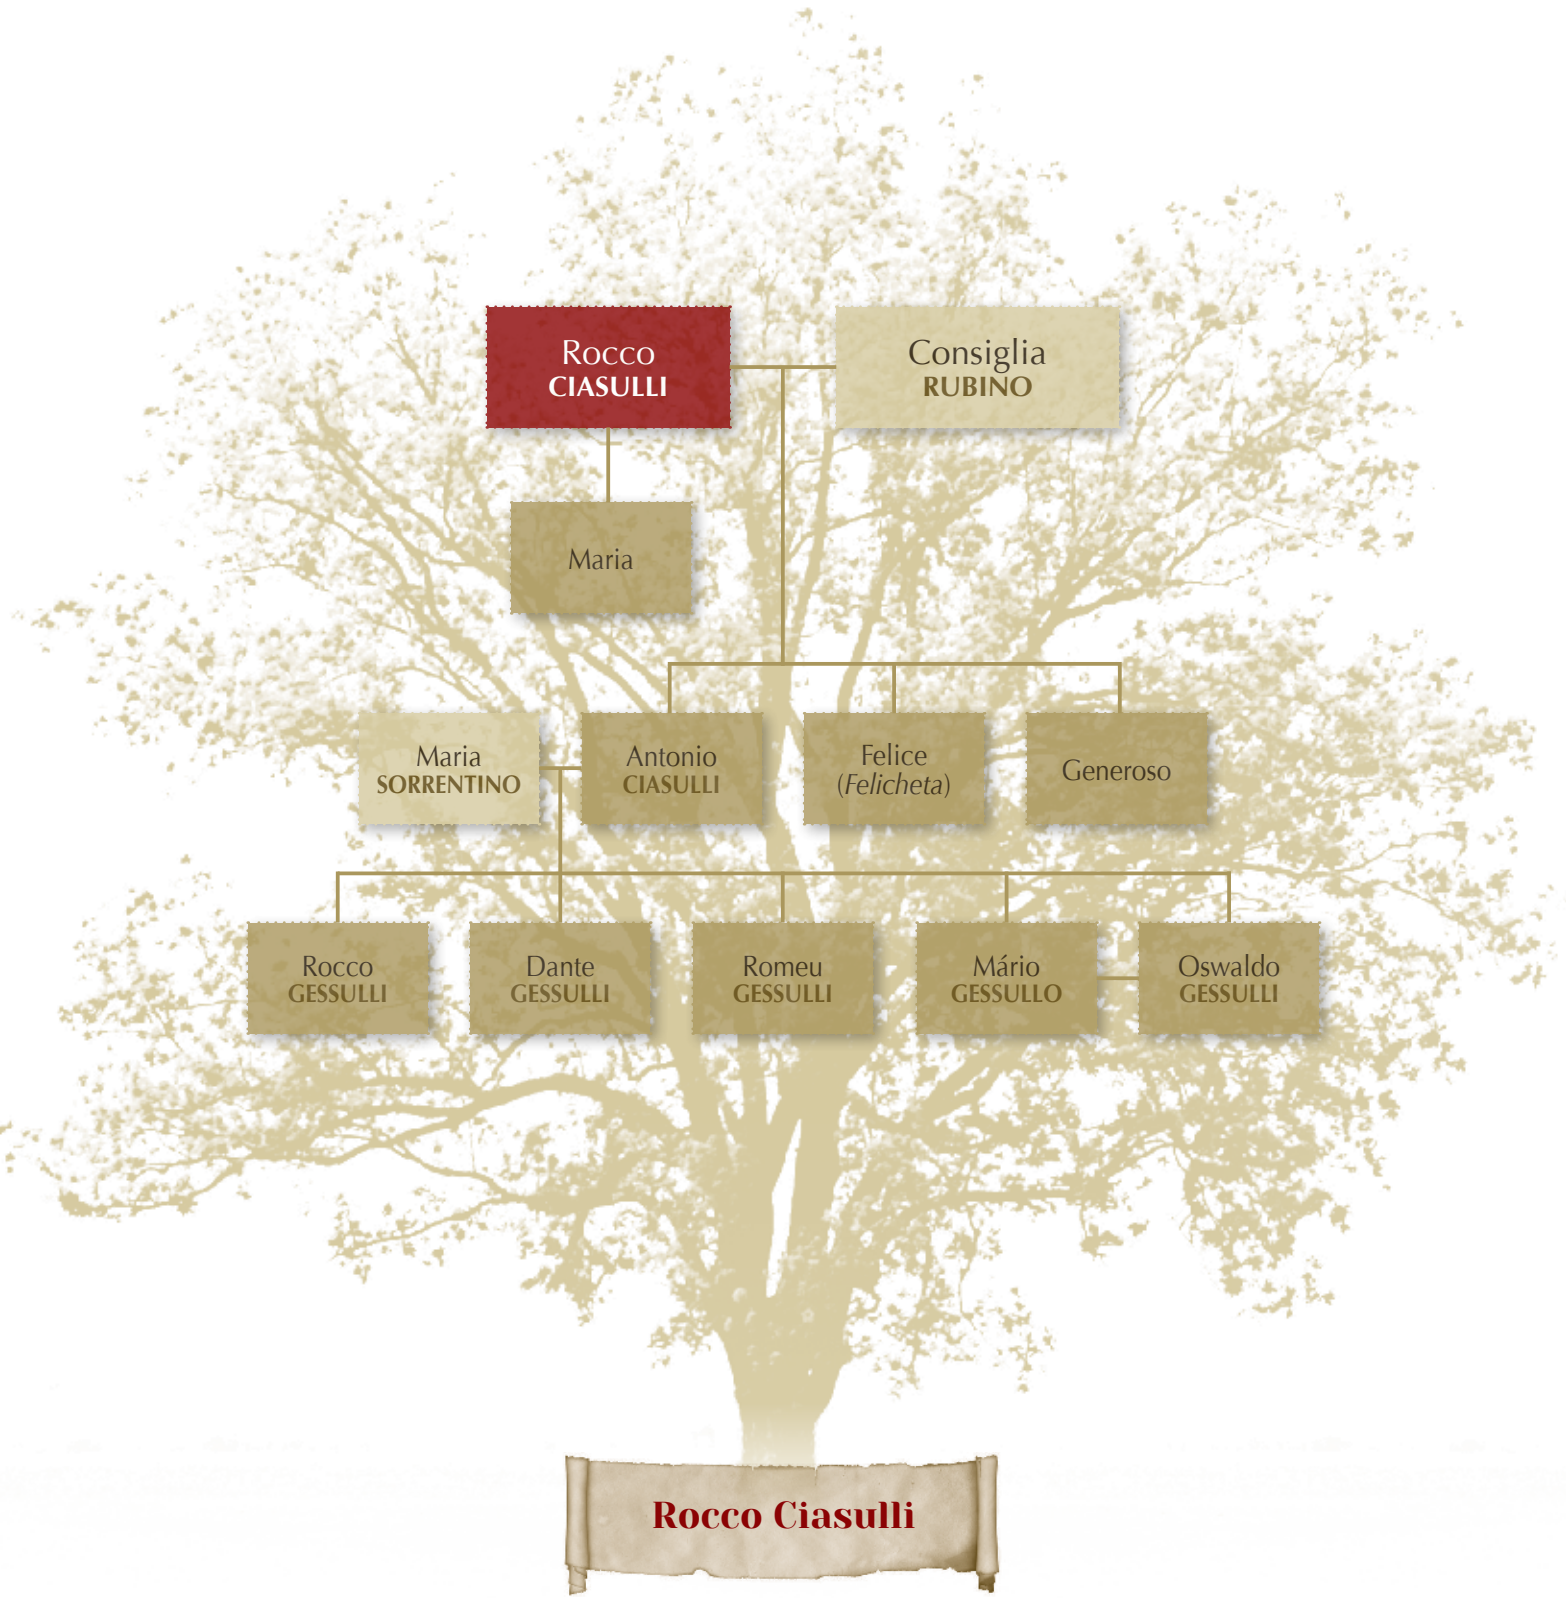 Rocco
CIASULLI
Consiglia
RUBINO
Maria
Maria
SORRENTINO
Antonio
CIASULLI
Felice
(Felicheta)
Generoso
Rocco
GESSULLI
Dante
GESSULLI
Romeu
GESSULLI
Mário
GESSULLO
Oswaldo
GESSULLI
Rocco Ciasulli